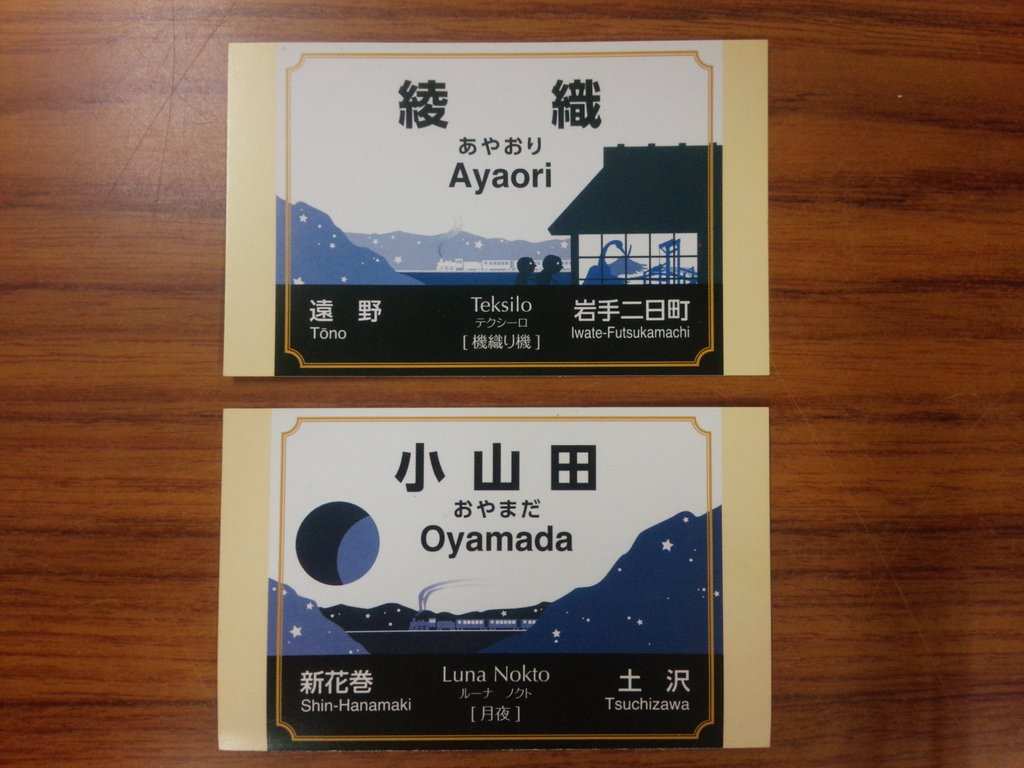 綾 織
あやおり
Ayaori
遠 野
Tōno
Teksilo
テクシーロ
[ 機織り機 ]
岩手二日町
Iwate-Futsukamachi
小 山 田
おやまだ
Oyamada
新花巻
Shin-Hanamaki
Luna Nokto
ルーナ ノクト
[ 月夜 ]
土 沢
Tsuchizawa